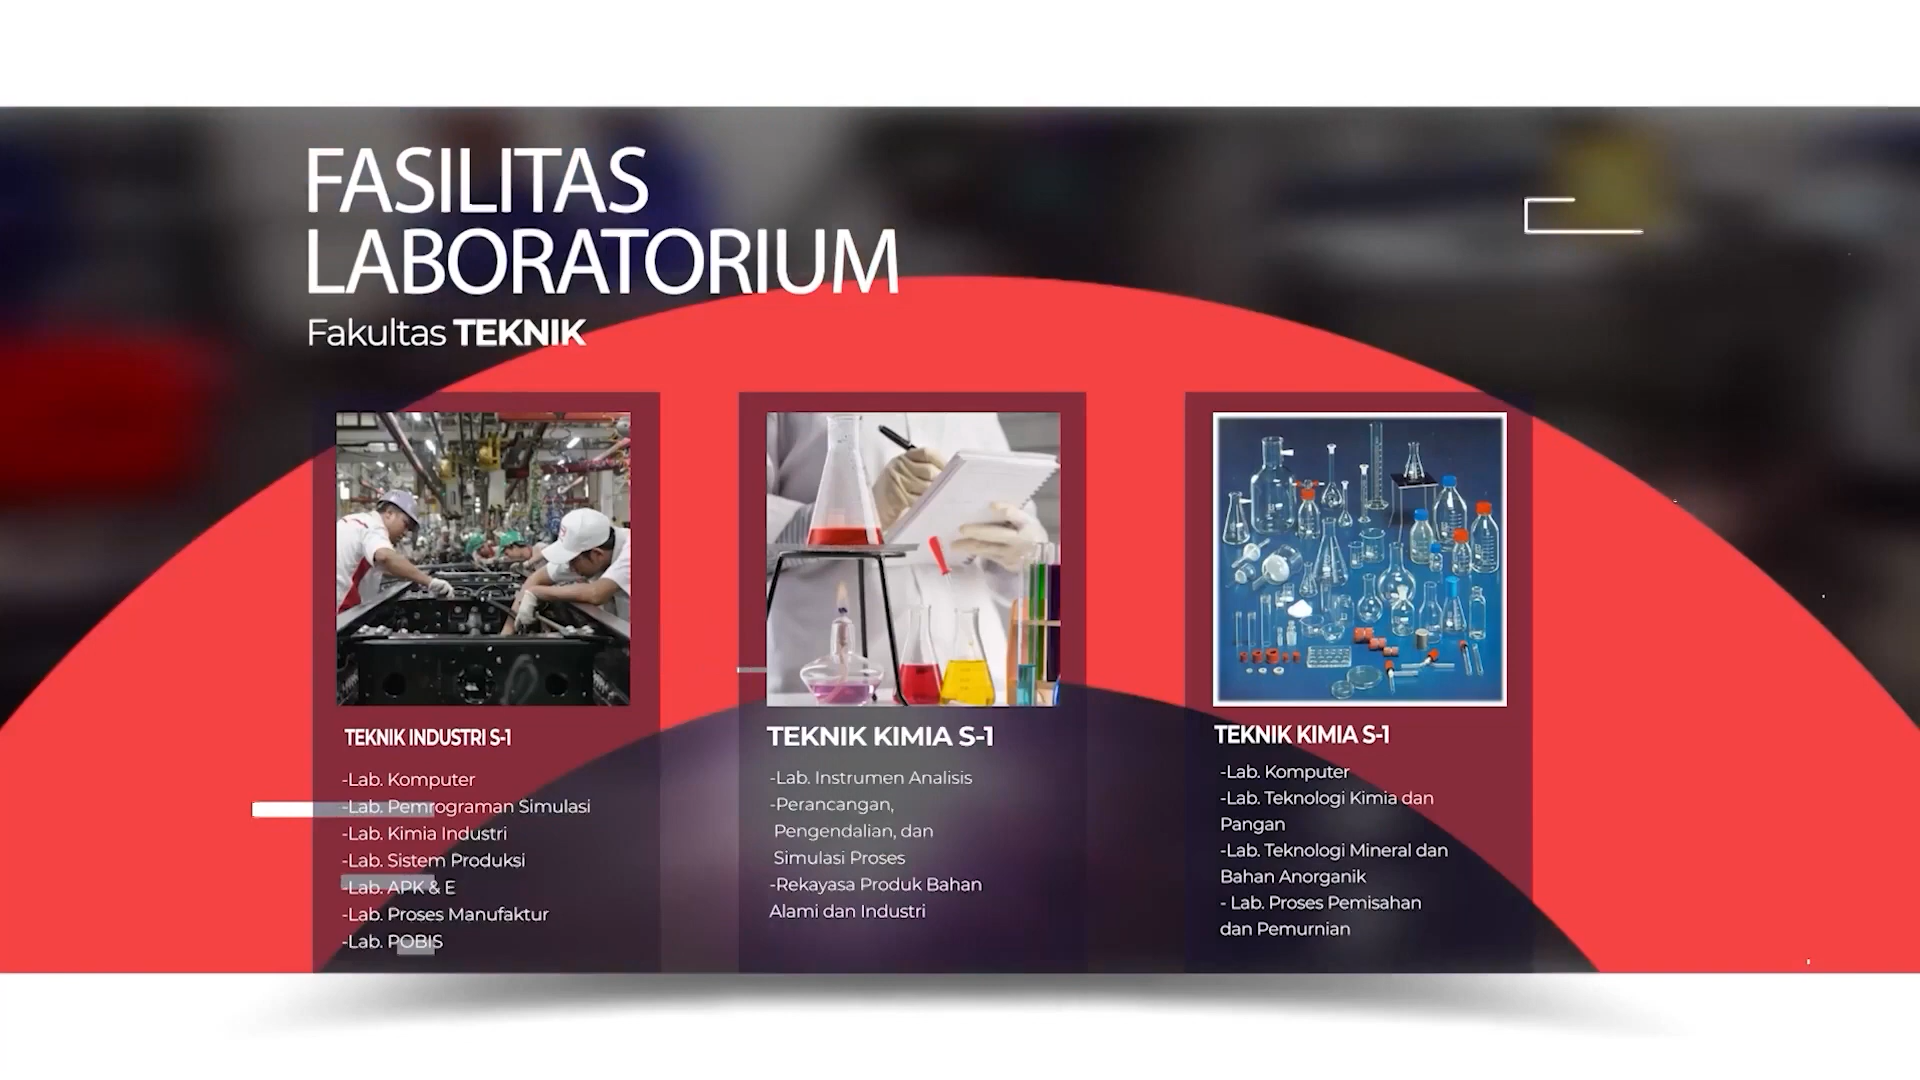 FASILITAS
LABORATORIUM
Fakultas TEKNIK
TEKNIK INDUSTRI S-1
-Lab. Komputer
-Lab. Pemrograman Simulasi
-Lab. Kimia Industri
-Lab. Sistem Produksi
-Lab. APK & E
-Lab. Proses Manufaktur
-Lab. POBIS
TEKNIK KIMIA S-1
-Lab. Instrumen Analisis
-Perancangan,
Pengendalian, dan
Simulasi Proses
-Rekayasa Produk Bahan
Alami dan Industri
TEKNIK KIMIA S-1
-Lab. Komputer
-Lab. Teknologi Kimia dan
Pangan
-Lab. Teknologi Mineral dan
Bahan Anorganik
- Lab. Proses Pemisahan
dan Pemurnian